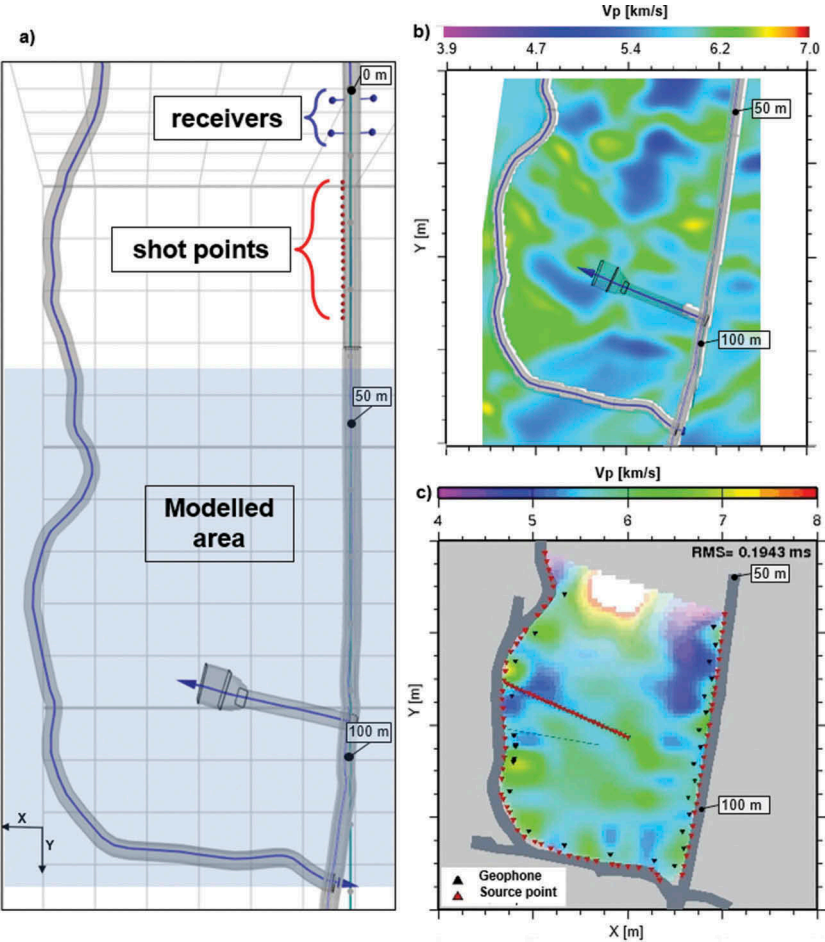 a)
0 m
receivers
shot points
50 m
Modelled
area
100 m
X
Y
b)
Vp [km/s]
3.9 4.7 5.4 6.2 7.0
Y [m]
50 m
100 m
c)
Vp [km/s]
4 5 6 7 8
RMS= 0.1943 ms
50 m
Y [m]
100 m
Geophone
Source point
X [m]